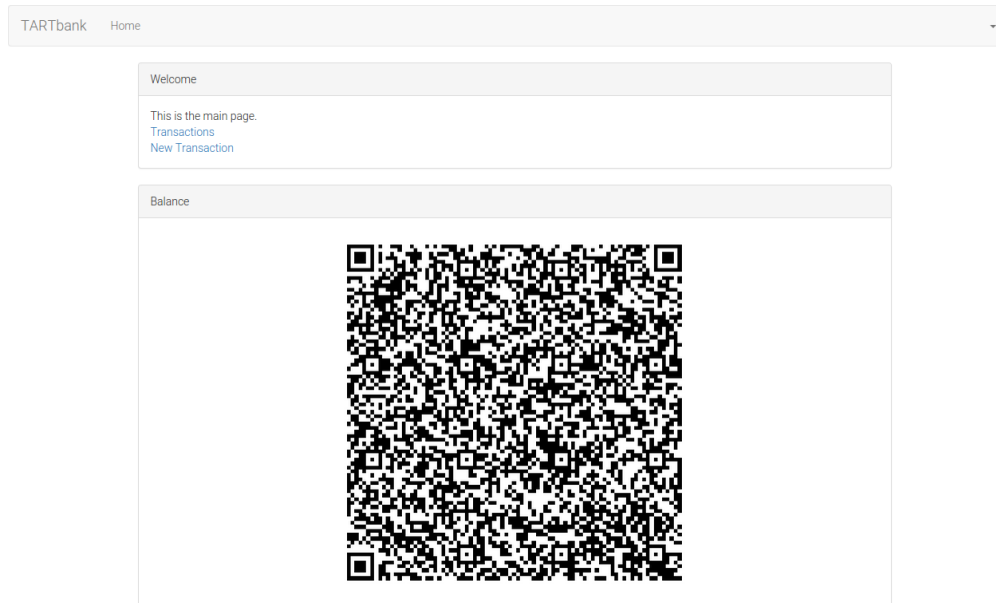 TARTbank Home
Welcome
This is the main page.
Transactions
New Transaction
Balance